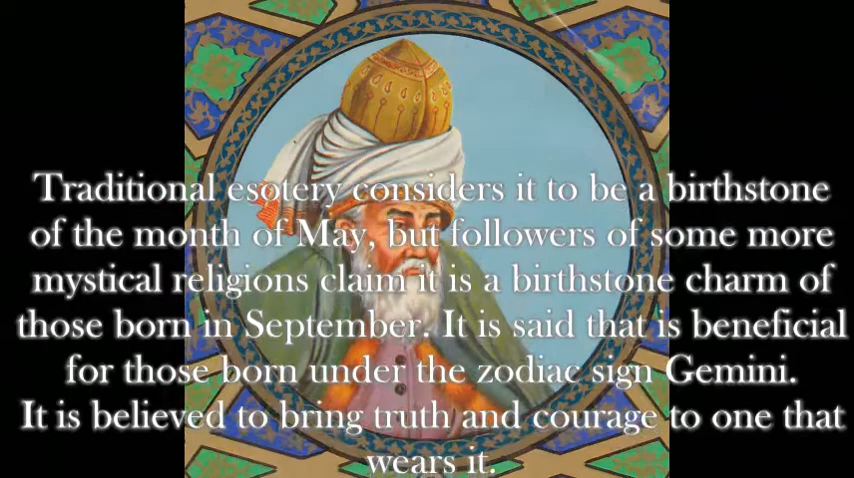 Traditional esotery considers it to be a birthstone
of the month of May, but followers of some more
mystical religions claim it is a birthstone charm of
those born in September. It is said that is beneficial
for those born under the zodiac sign Gemini.
It is believed to bring truth and courage to one that
wears it.